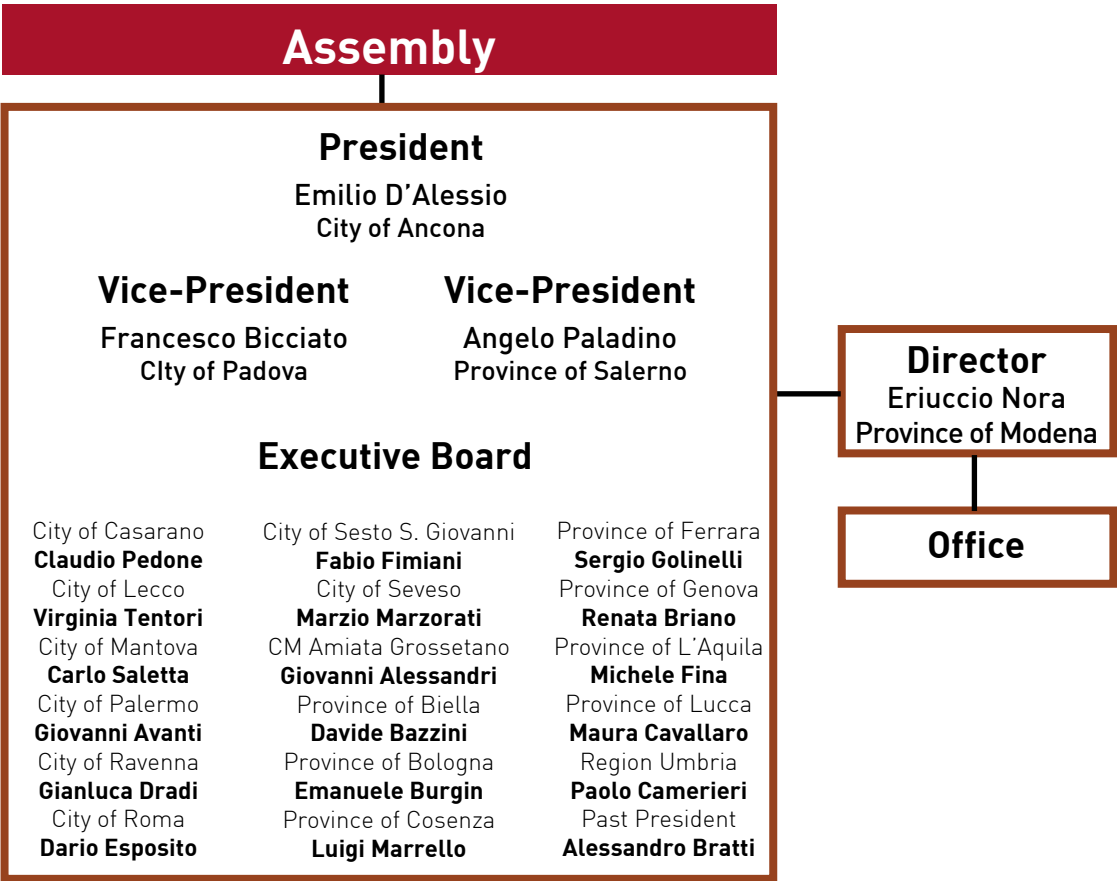 Assembly
President
Emilio D'Alessio
City of Ancona
Vice-President
Francesco Bicciato
CIty of Padova
Vice-President
Angelo Paladino
Province of Salerno
Executive Board
City of Casarano
Claudio Pedone
City of Lecco
Virginia Tentori
City of Mantova
Carlo Saletta
City of Palermo
Giovanni Avanti
City of Ravenna
Gianluca Dradi
City of Roma
Dario Esposito
City of Sesto S. Giovanni
Fabio Fimiani
City of Seveso
Marzio Marzorati
CM Amiata Grossetano
Giovanni Alessandri
Province of Biella
Davide Bazzini
Province of Bologna
Emanuele Burgin
Province of Cosenza
Luigi Marrello
Province of Ferrara
Sergio Golinelli
Province of Genova
Renata Briano
Province of L'Aquila
Michele Fina
Province of Lucca
Maura Cavallaro
Region Umbria
Paolo Camerieri
Past President
Alessandro Bratti
Director
Eriuccio Nora
Province of Modena
Office